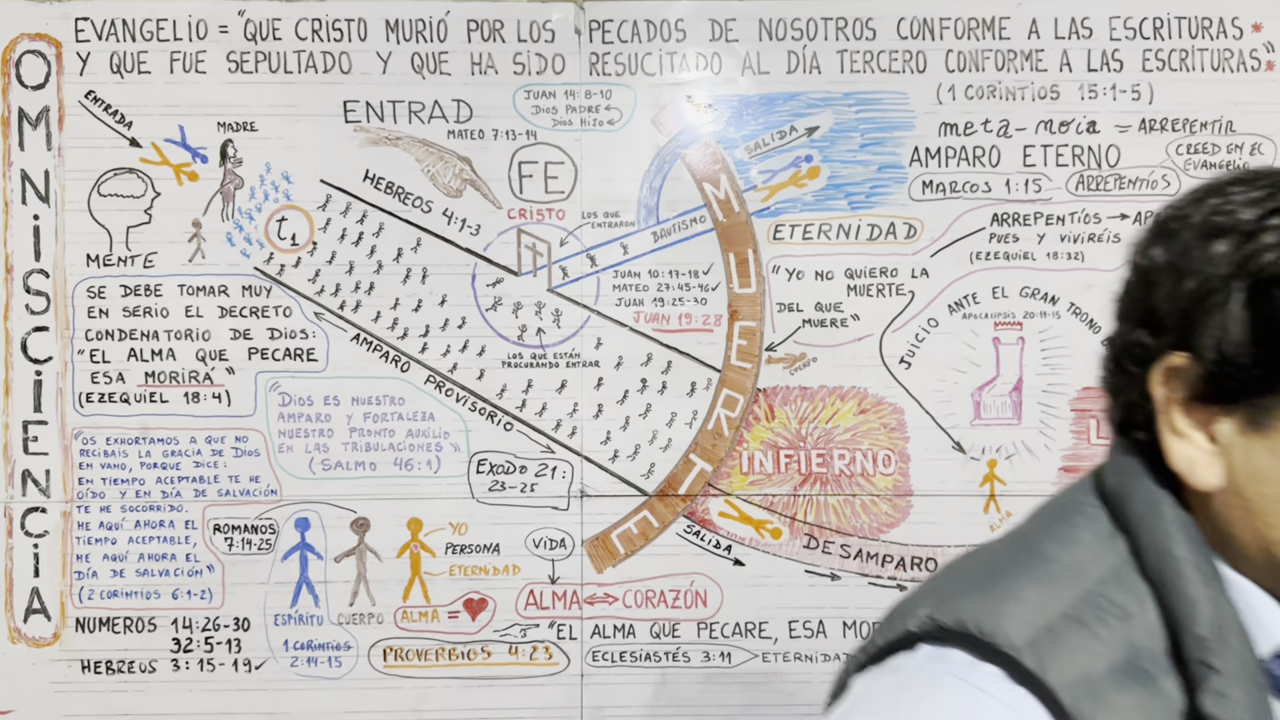 EVANGELIO = "QUE CRISTO MURIÓ POR LOS PECADOS DE NOSOTROS CONFORME A LAS ESCRITURAS *
Y QUE FUE SEPULTADO Y QUE HA SIDO RESUCITADO AL DÍA TERCERO CONFORME A LAS ESCRITURAS"*
(1 CORINTIOS 15:1-5)
OMNISCIENCIA
ENTRADA
MADRE
MENTE
t1
ENTRAD
MATEO 7:13-14
JUAN 14:8-10
DIOS PADRE
DIOS HIJO
HEBREOS 4:1-3
FE
CRISTO
LOS QUE
ENTRARON
BAUTISMO
SALIDA
meta-noia = ARREPENTIR
AMPARO ETERNO
CREED EN EL
EVANGELIO
MARCOS 1:15
ARREPENTÍOS
ETERNIDAD
ARREPENTÍOS → AP
PUES Y VIVIRÉIS
(EZEQUIEL 18:32)
JUAN 10:17-18 ✓
MATEO 27:45-46 ✓
JUAN 19:25-30
JUAN 19:28
MUERTE
"YO NO QUIERO LA
MUERTE
DEL QUE
MUERE"
CUERPO
JUICIO ANTE EL GRAN TRONO B
APOCALIPSIS 20:11-15
L
ALMA
SE DEBE TOMAR MUY
EN SERIO EL DECRETO
CONDENATORIO DE DIOS:
"EL ALMA QUE PECARE
ESA MORIRÁ"
(EZEQUIEL 18:4)
LOS QUE ESTÁN
PROCURANDO ENTRAR
AMPARO PROVISORIO
"DIOS ES NUESTRO
AMPARO Y FORTALEZA
NUESTRO PRONTO AUXILIO
EN LAS TRIBULACIONES"
(SALMO 46:1)
EXODO 21:
23-25
INFIERNO
SALIDA
DESAMPARO
"OS EXHORTAMOS A QUE NO
RECIBAIS LA GRACIA DE DIOS
EN VANO, PORQUE DICE:
EN TIEMPO ACEPTABLE TE HE
OÍDO Y EN DÍA DE SALVACIÓN
TE HE SOCORRIDO.
HE AQUÍ AHORA EL
TIEMPO ACEPTABLE,
HE AQUÍ AHORA EL
DÍA DE SALVACIÓN"
(2 CORINTIOS 6:1-2)
ROMANOS
7:14-25
YO
PERSONA
ETERNIDAD
ESPÍRITU
CUERPO
ALMA =
1 CORINTIOS
2:14-15
VIDA
ALMA ⇔ CORAZÓN
NUMEROS 14:26-30
32:5-13
HEBREOS 3:15-19 ✓
PROVERBIOS 4:23
"EL ALMA QUE PECARE, ESA MOR
ECLESIASTÉS 3:11 → ETERNIDAD